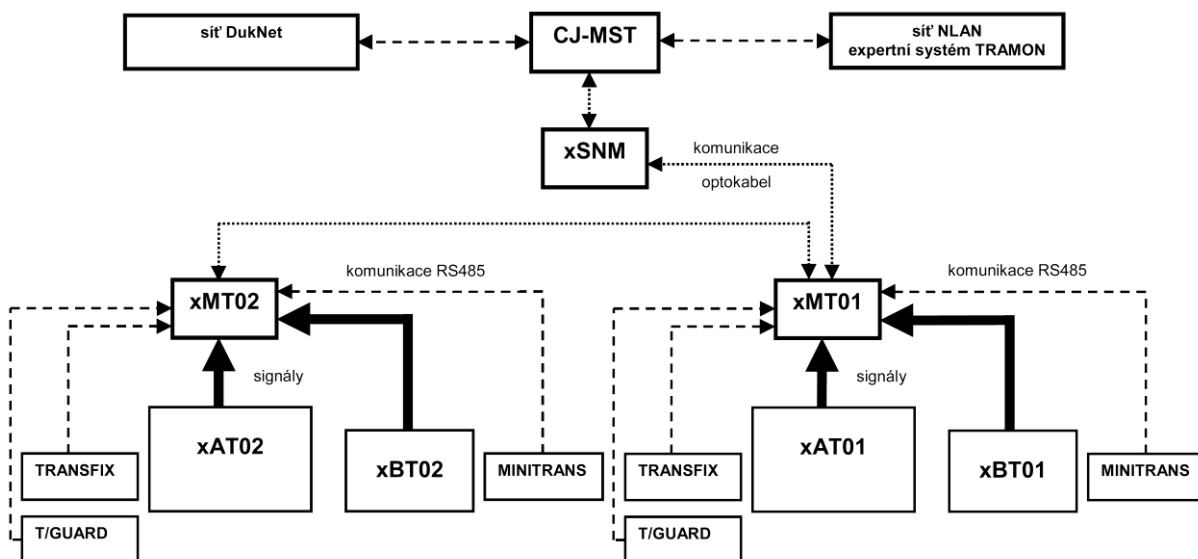 síť DukNet
CJ-MST
síť NLAN
expertní systém TRAMON
xSNM
komunikace
optokabel
komunikace RS485
komunikace RS485
xMT02
xMT01
signály
signály
xAT02
xBT02
xAT01
xBT01
TRANSFIX
MINITRANS
TRANSFIX
MINITRANS
T/GUARD
T/GUARD